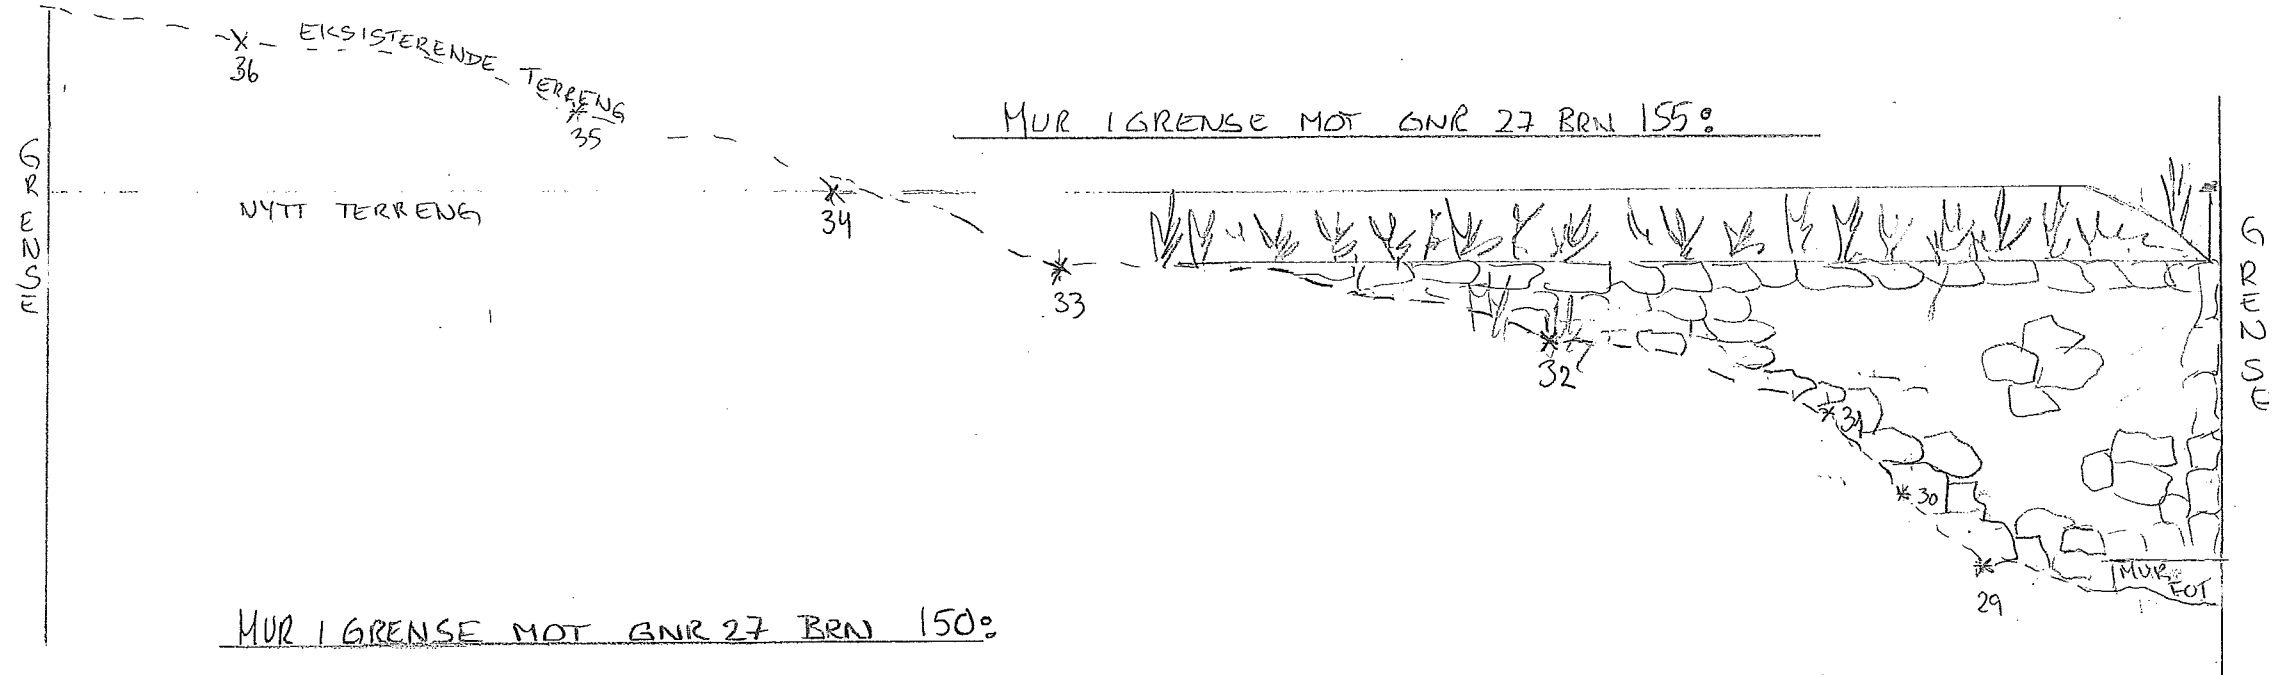 EKSISTERENDE TERRENG
36
35
MUR I GRENSE MOT GNR 27 BRN 155:
GRENSE
NYTT TERRENG
34
33
32
31
30
29
MUR FOT
GRENSE
MUR I GRENSE MOT GNR 27 BRN 150: